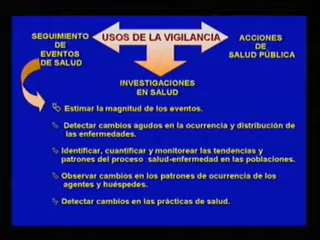 SEGUIMIENTO
DE
EVENTOS
DE SALUD
USOS DE LA VIGILANCIA
ACCIONES
DE
SALUD PÚBLICA
INVESTIGACIONES
EN SALUD
Estimar la magnitud de los eventos.
Detectar cambios agudos en la ocurrencia y distribución de
las enfermedades.
Identificar, cuantificar y monitorear las tendencias y
patrones del proceso salud-enfermedad en las poblaciones.
Observar cambios en los patrones de ocurrencia de los
agentes y huéspedes.
Detectar cambios en las prácticas de salud.